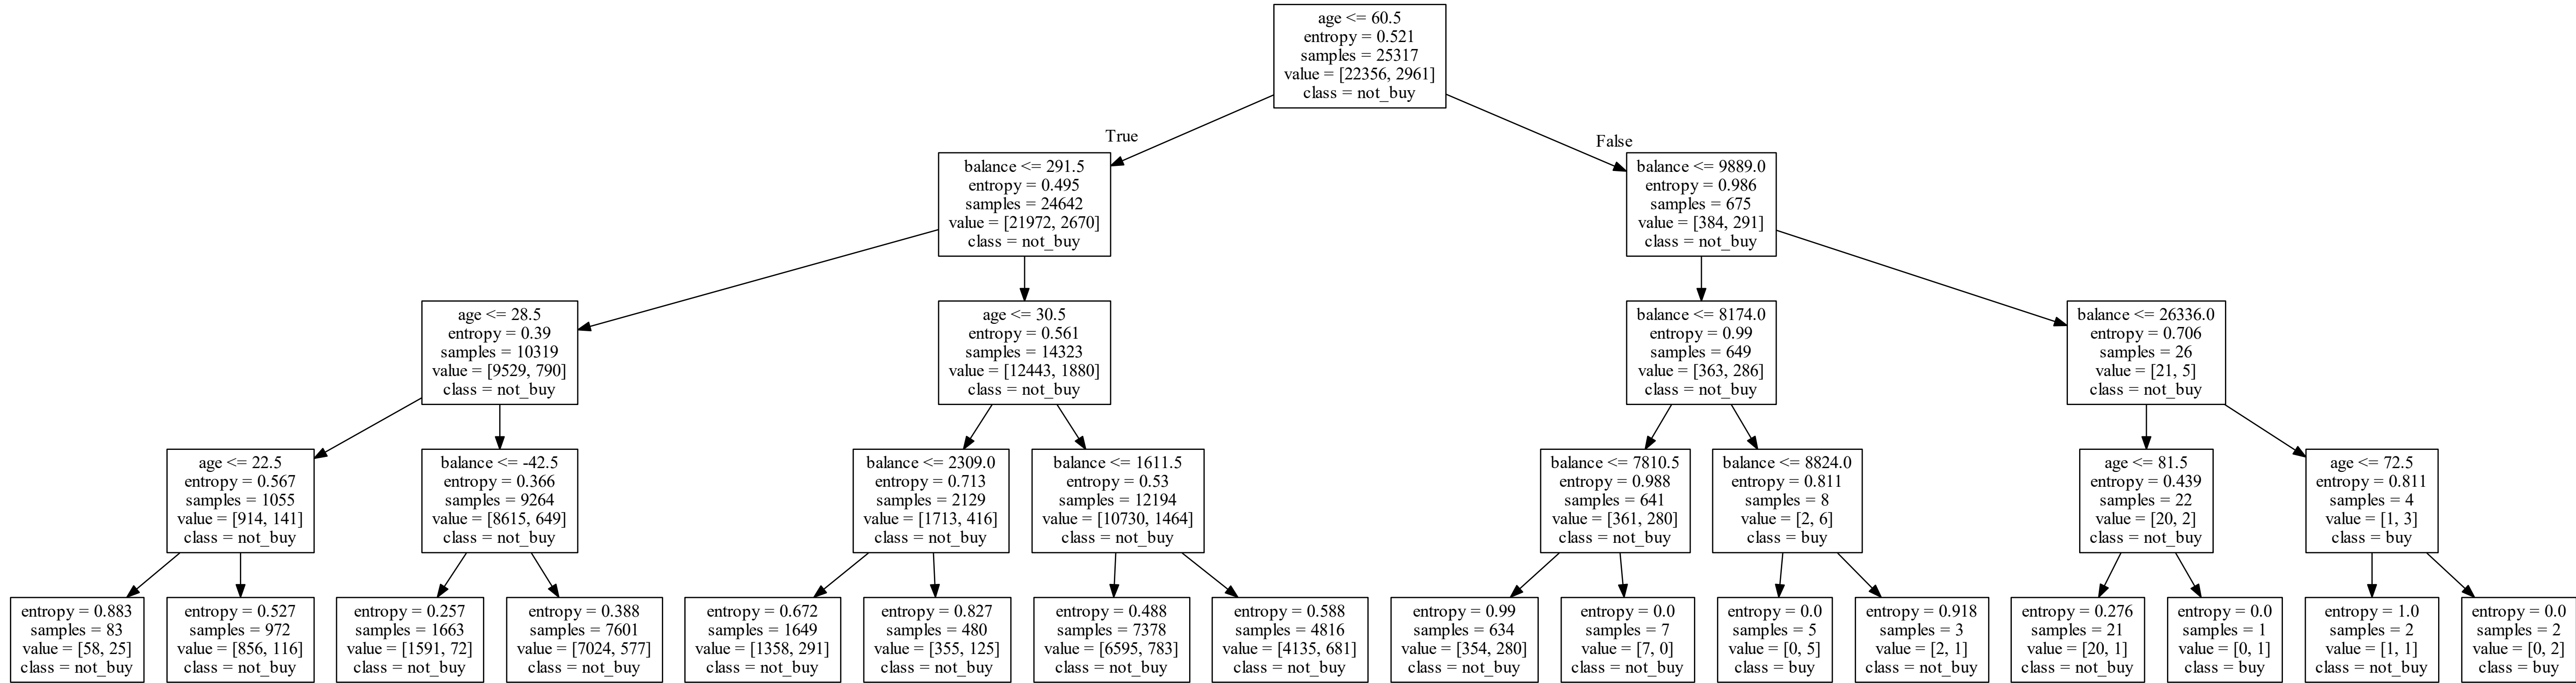 age <= 60.5
entropy = 0.521
samples = 25317
value = [22356, 2961]
class = not_buy
True
False
balance <= 291.5
entropy = 0.495
samples = 24642
value = [21972, 2670]
class = not_buy
balance <= 9889.0
entropy = 0.986
samples = 675
value = [384, 291]
class = not_buy
age <= 28.5
entropy = 0.39
samples = 10319
value = [9529, 790]
class = not_buy
age <= 30.5
entropy = 0.561
samples = 14323
value = [12443, 1880]
class = not_buy
balance <= 8174.0
entropy = 0.99
samples = 649
value = [363, 286]
class = not_buy
balance <= 26336.0
entropy = 0.706
samples = 26
value = [21, 5]
class = not_buy
age <= 22.5
entropy = 0.567
samples = 1055
value = [914, 141]
class = not_buy
balance <= -42.5
entropy = 0.366
samples = 9264
value = [8615, 649]
class = not_buy
balance <= 2309.0
entropy = 0.713
samples = 2129
value = [1713, 416]
class = not_buy
balance <= 1611.5
entropy = 0.53
samples = 12194
value = [10730, 1464]
class = not_buy
balance <= 7810.5
entropy = 0.988
samples = 641
value = [361, 280]
class = not_buy
balance <= 8824.0
entropy = 0.811
samples = 8
value = [2, 6]
class = buy
age <= 81.5
entropy = 0.439
samples = 22
value = [20, 2]
class = not_buy
age <= 72.5
entropy = 0.811
samples = 4
value = [1, 3]
class = buy
entropy = 0.883
samples = 83
value = [58, 25]
class = not_buy
entropy = 0.527
samples = 972
value = [856, 116]
class = not_buy
entropy = 0.257
samples = 1663
value = [1591, 72]
class = not_buy
entropy = 0.388
samples = 7601
value = [7024, 577]
class = not_buy
entropy = 0.672
samples = 1649
value = [1358, 291]
class = not_buy
entropy = 0.827
samples = 480
value = [355, 125]
class = not_buy
entropy = 0.488
samples = 7378
value = [6595, 783]
class = not_buy
entropy = 0.588
samples = 4816
value = [4135, 681]
class = not_buy
entropy = 0.99
samples = 634
value = [354, 280]
class = not_buy
entropy = 0.0
samples = 7
value = [7, 0]
class = not_buy
entropy = 0.0
samples = 5
value = [0, 5]
class = buy
entropy = 0.918
samples = 3
value = [2, 1]
class = not_buy
entropy = 0.276
samples = 21
value = [20, 1]
class = not_buy
entropy = 0.0
samples = 1
value = [0, 1]
class = buy
entropy = 1.0
samples = 2
value = [1, 1]
class = not_buy
entropy = 0.0
samples = 2
value = [0, 2]
class = buy